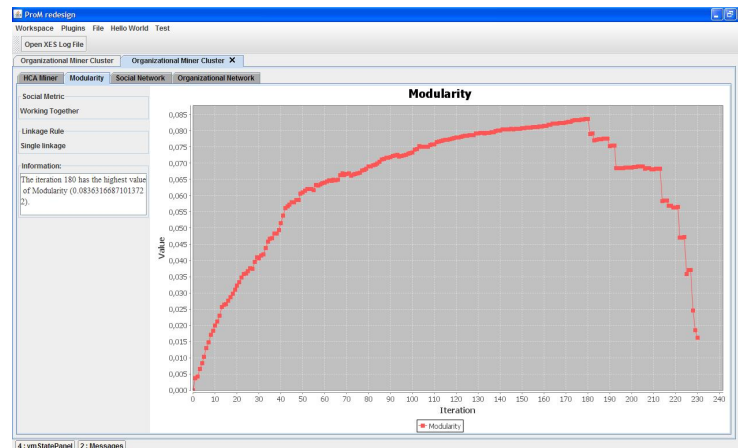 ProM redesign
Workspace Plugins File Hello World Test
Open XES Log File
Organizational Miner Cluster Organizational Miner Cluster X
HCA Miner Modularity Social Network Organizational Network
Social Metric
Working Together
Linkage Rule
Single linkage
Information:
The iteration 180 has the highest value
of Modularity (0.0836316687101372
2).
Modularity
0,085
0,080
0,075
0,070
0,065
0,060
0,055
0,050
0,045
0,040
0,035
0,030
0,025
0,020
0,015
0,010
0,005
0,000
Value
0 10 20 30 40 50 60 70 80 90 100 110 120 130 140 150 160 170 180 190 200 210 220 230 240
Iteration
Modularity
4 : vmStatePanel 2 : Messages